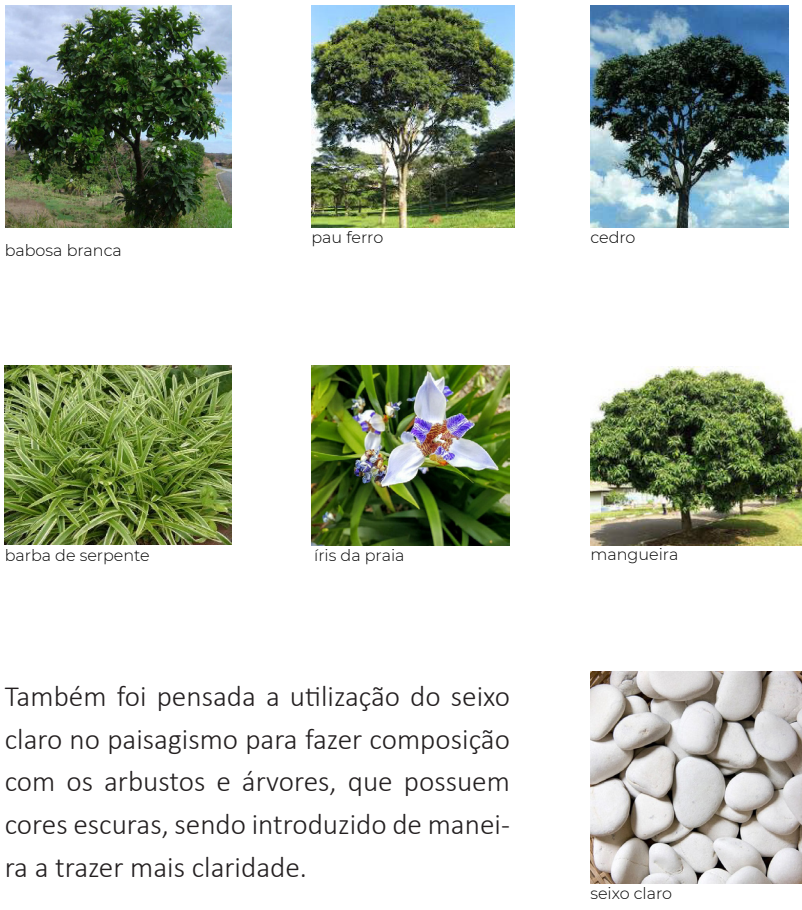 babosa branca
pau ferro
cedro
barba de serpente
íris da praia
mangueira
Também foi pensada a utilização do seixo
claro no paisagismo para fazer composição
com os arbustos e árvores, que possuem
cores escuras, sendo introduzido de manei-
ra a trazer mais claridade.
seixo claro